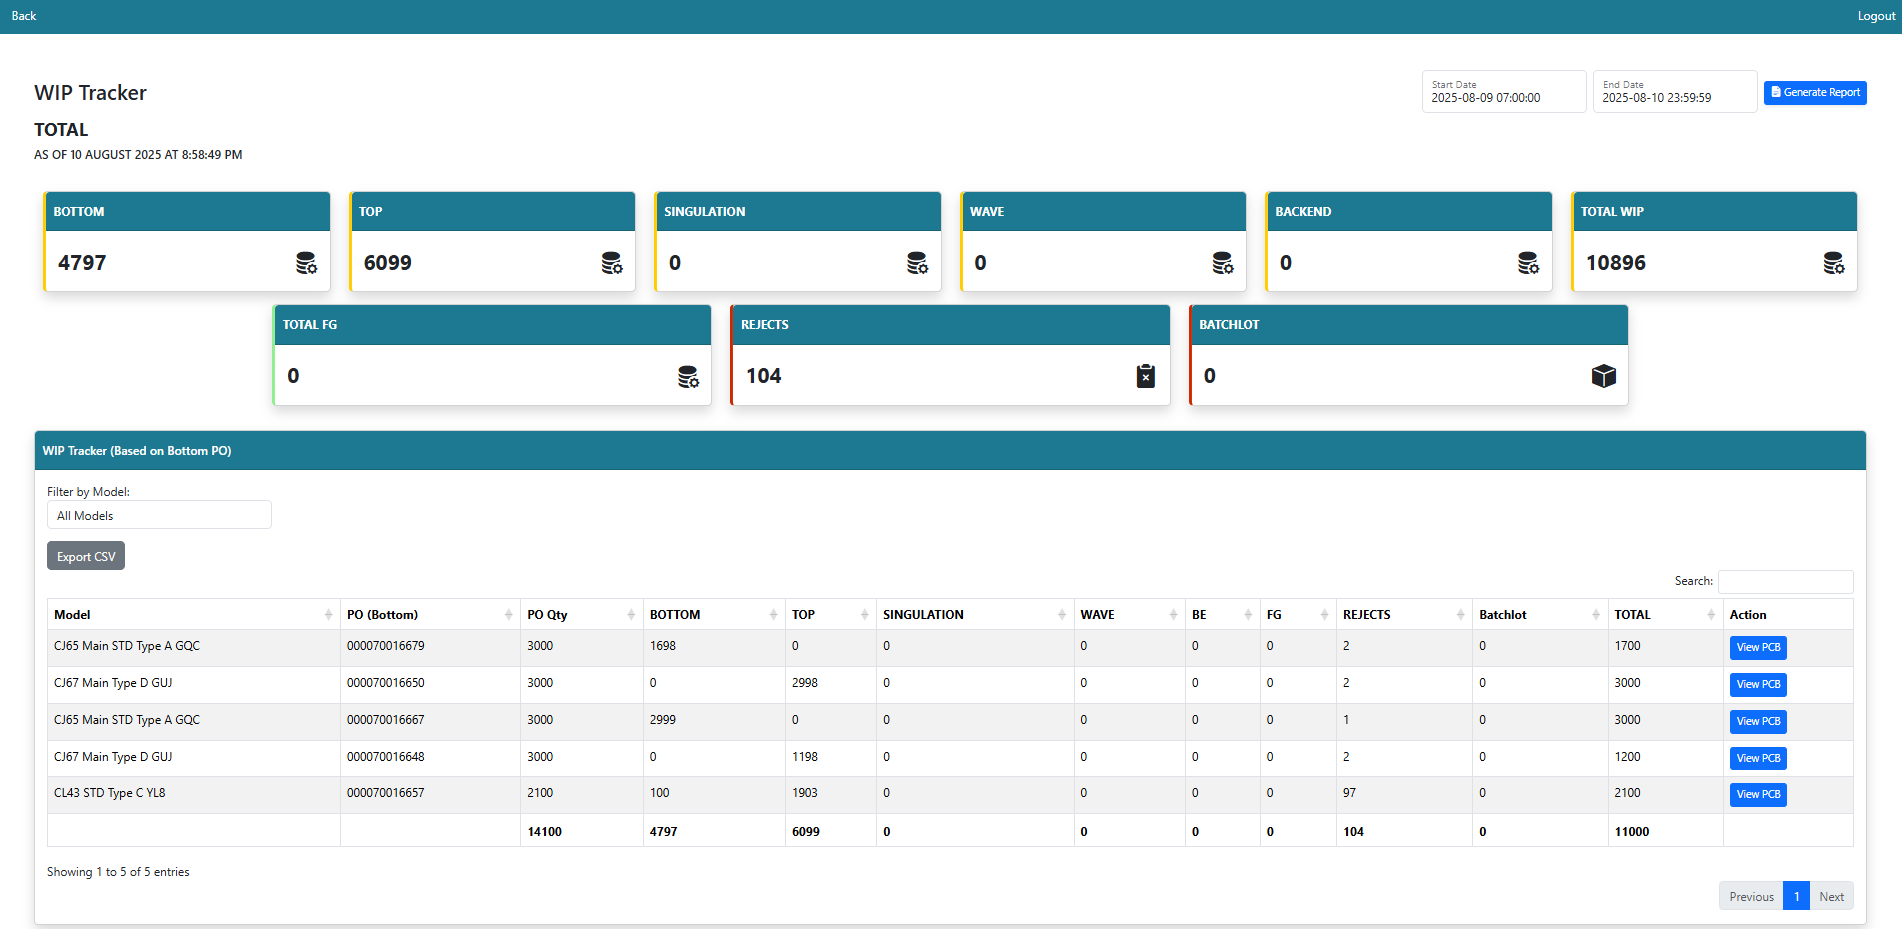 Back Logout
WIP Tracker
Start Date
2025-08-09 07:00:00
End Date
2025-08-10 23:59:59
Generate Report
TOTAL
AS OF 10 AUGUST 2025 AT 8:58:49 PM
BOTTOM TOP SINGULATION WAVE BACKEND TOTAL WIP
4797 6099 0 0 0 10896
TOTAL FG REJECTS BATCHLOT
0 104 0
WIP Tracker (Based on Bottom PO)
Filter by Model:
All Models
Export CSV
Search:
Model PO (Bottom) PO Qty BOTTOM TOP SINGULATION WAVE BE FG REJECTS Batchlot TOTAL Action
CJ65 Main STD Type A GQC 000070016679 3000 1698 0 0 0 0 0 2 0 1700 View PCB
CJ67 Main Type D GUJ 000070016650 3000 0 2998 0 0 0 0 2 0 3000 View PCB
CJ65 Main STD Type A GQC 000070016667 3000 2999 0 0 0 0 0 1 0 3000 View PCB
CJ67 Main Type D GUJ 000070016648 3000 0 1198 0 0 0 0 2 0 1200 View PCB
CL43 STD Type C YL8 000070016657 2100 100 1903 0 0 0 0 97 0 2100 View PCB
14100 4797 6099 0 0 0 0 104 0 11000
Showing 1 to 5 of 5 entries
Previous 1 Next